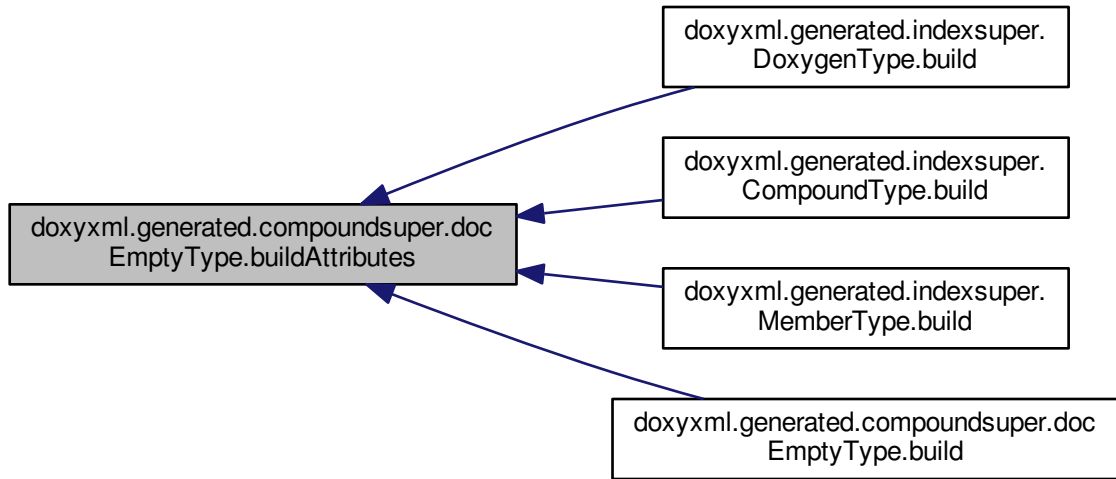 doxyxml.generated.indexsuper.
DoxygenType.build
doxyxml.generated.indexsuper.
CompoundType.build
doxyxml.generated.compoundsuper.doc
EmptyType.buildAttributes
doxyxml.generated.indexsuper.
MemberType.build
doxyxml.generated.compoundsuper.doc
EmptyType.build